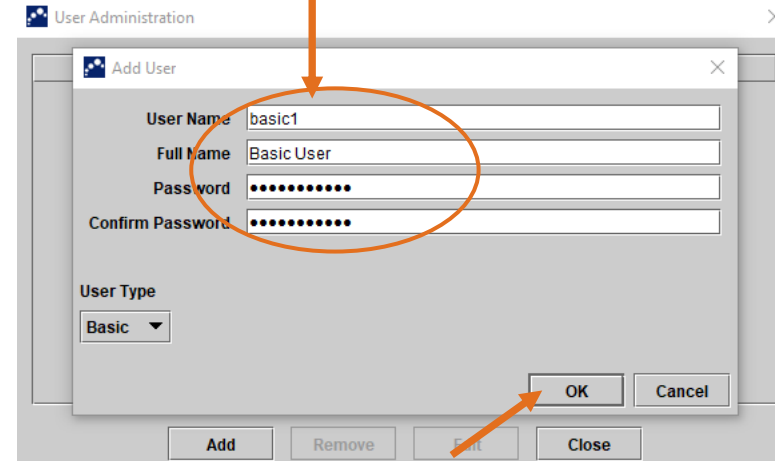 User Administration
Add User
User Name basic1
Full Name Basic User
Password •••••••••••
Confirm Password •••••••••••
User Type
Basic
OK Cancel
Add Remove Edit Close